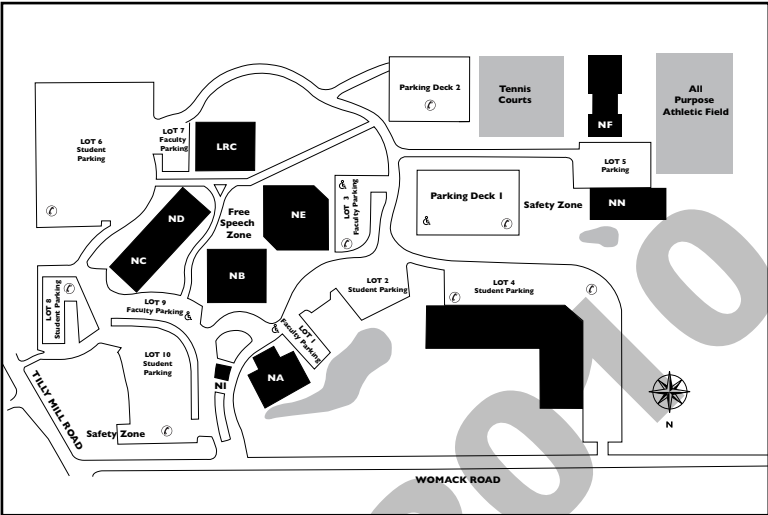 Parking Deck 2
Tennis
Courts
NF
All
Purpose
Athletic Field
LOT 6
Student
Parking
LOT 7
Faculty
Parking
LRC
LOT 5
Parking
LOT 3
Faculty Parking
Parking Deck 1
Safety Zone
NN
ND
NC
Free
Speech
Zone
NE
NB
LOT 2
Student Parking
LOT 4
Student Parking
LOT 8
Student Parking
LOT 9
Faculty Parking
LOT 1
Faculty Parking
LOT 10
Student
Parking
NI
NA
TILLY MILL ROAD
Safety Zone
N
WOMACK ROAD
2010